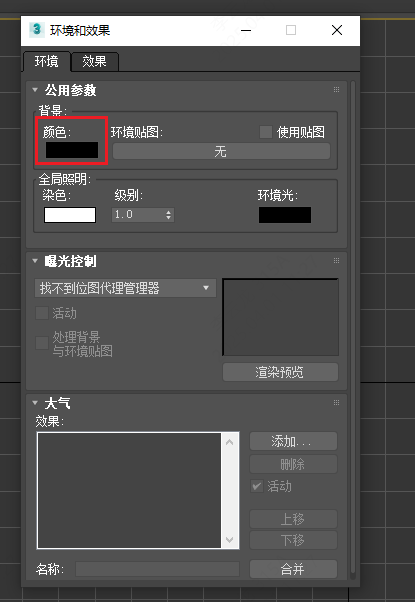 环境和效果
环境 效果
公用参数
背景:
颜色: 环境贴图: 使用贴图
无
全局照明:
染色: 级别: 环境光:
1.0
曝光控制
找不到位图代理管理器
活动
处理背景
与环境贴图
渲染预览
大气
效果:
添加...
删除
活动
上移
下移
名称: 合并